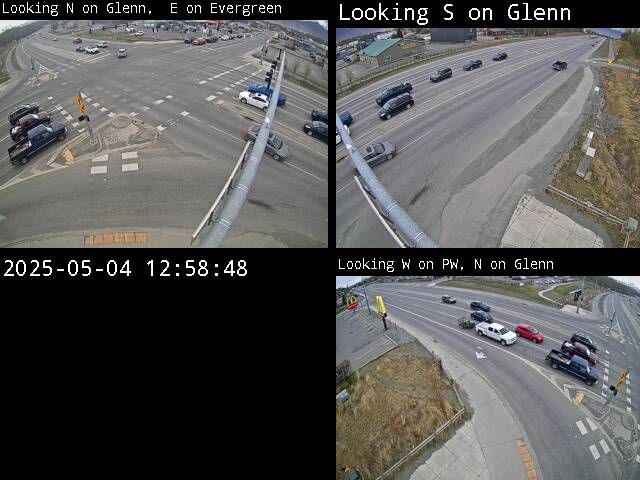 Looking N on Glenn,  E on Evergreen
Looking S on Glenn
2025-05-04 12:58:48
Looking W on PW, N on Glenn